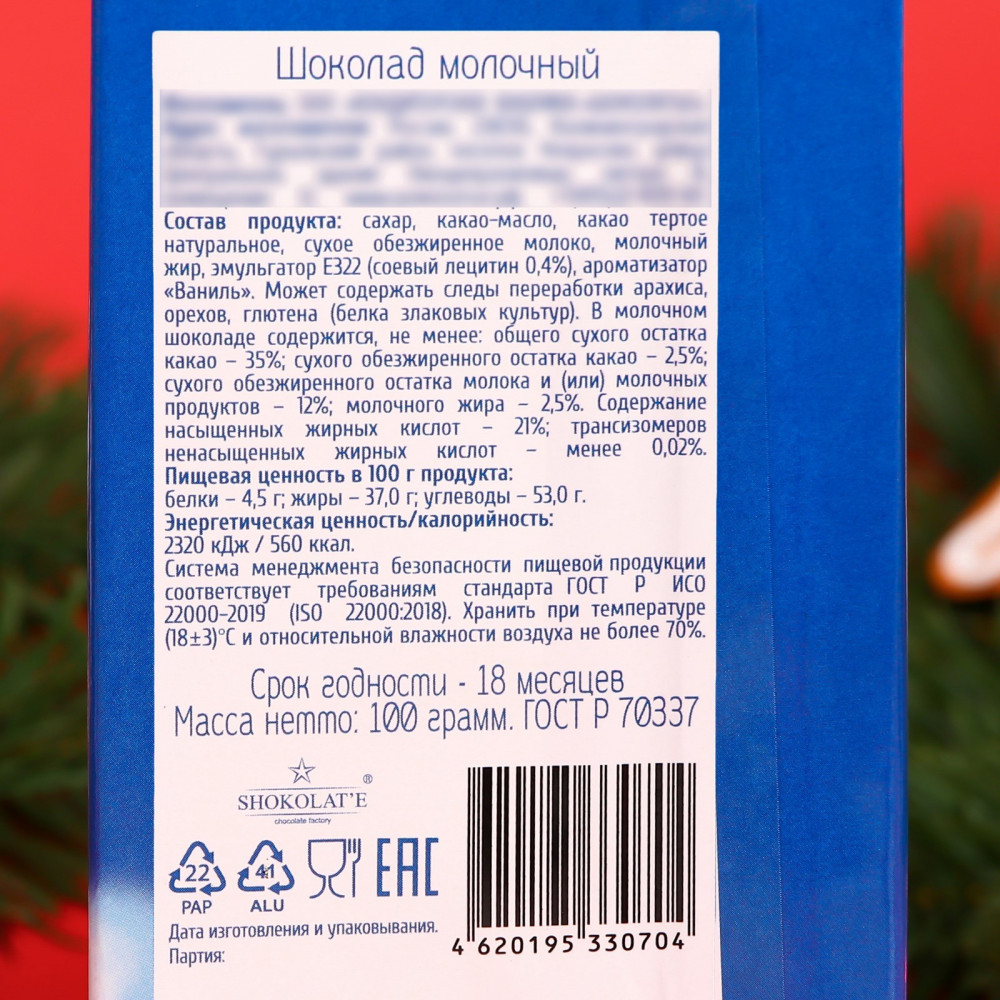 Шоколад молочный
Состав продукта: сахар, какао-масло, какао тертое
натуральное, сухое обезжиренное молоко, молочный
жир, эмульгатор Е322 (соевый лецитин 0,4%), ароматизатор
«Ваниль». Может содержать следы переработки арахиса,
орехов, глютена (белка злаковых культур). В молочном
шоколаде содержится, не менее: общего сухого остатка
какао – 35%; сухого обезжиренного остатка какао – 2,5%;
сухого обезжиренного остатка молока и (или) молочных
продуктов – 12%; молочного жира – 2,5%. Содержание
насыщенных жирных кислот – 21%; трансизомеров
ненасыщенных жирных кислот – менее 0,02%.
Пищевая ценность в 100 г продукта:
белки – 4,5 г; жиры – 37,0 г; углеводы – 53,0 г.
Энергетическая ценность/калорийность:
2320 кДж / 560 ккал.
Система менеджмента безопасности пищевой продукции
соответствует требованиям стандарта ГОСТ Р ИСО
22000-2019 (ISO 22000:2018). Хранить при температуре
(18±3)°С и относительной влажности воздуха не более 70%.
Срок годности - 18 месяцев
Масса нетто: 100 грамм. ГОСТ Р 70337
SHOKOLAT'E ®
chocolate factory
22 41 EAC
PAP ALU
Дата изготовления и упаковывания.
Партия:
4 620195 330704